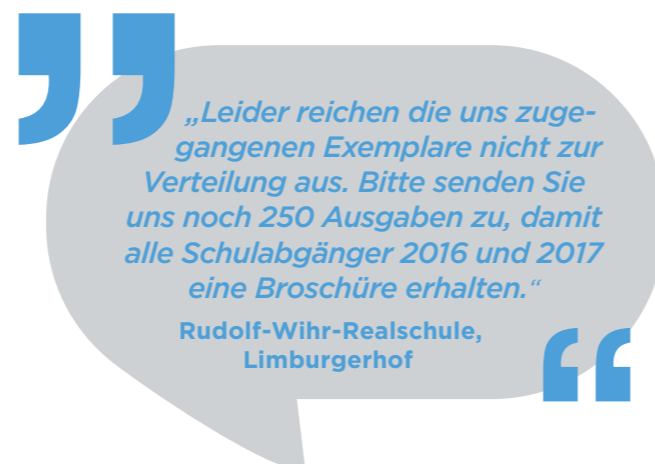 „Leider reichen die uns zuge-
gangenen Exemplare nicht zur
Verteilung aus. Bitte senden Sie
uns noch 250 Ausgaben zu, damit
alle Schulabgänger 2016 und 2017
eine Broschüre erhalten.“
Rudolf-Wihr-Realschule,
Limburgerhof